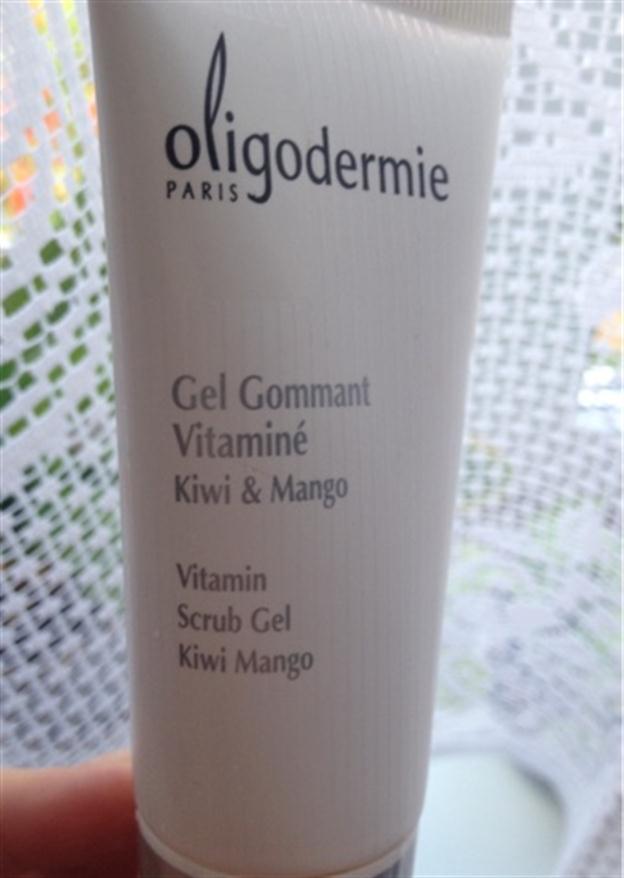 oligodermie
PARIS
Gel Gommant
Vitaminé
Kiwi & Mango
Vitamin
Scrub Gel
Kiwi Mango